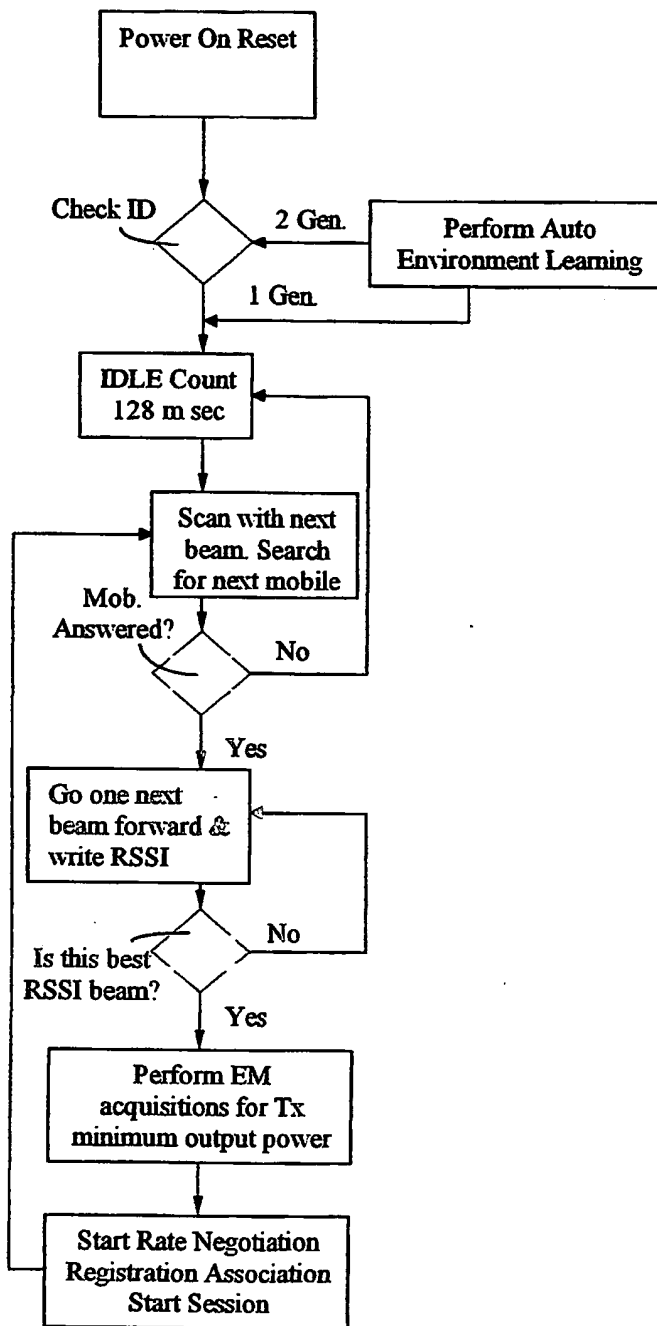 Power On Reset
Check ID
2 Gen.
Perform Auto
Environment Learning
1 Gen.
IDLE Count
128 m sec
Scan with next
beam. Search
for next mobile
Mob.
Answered?
No
Yes
Go one next
beam forward &
write RSSI
No
Is this best
RSSI beam?
Yes
Perform EM
acquisitions for Tx
minimum output power
Start Rate Negotiation
Registration Association
Start Session